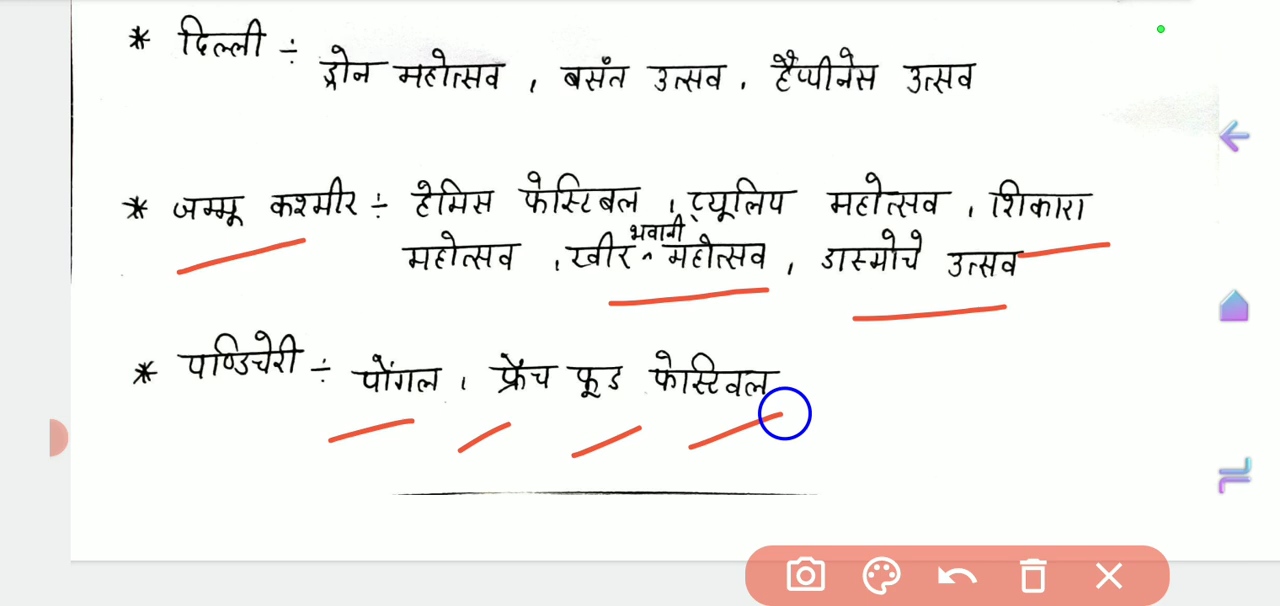 * दिल्ली ÷ ड्रोन महोत्सव, बसंत उत्सव, हैप्पीनेस उत्सव
* जम्मू कश्मीर ÷ हेमिस फेस्टिबल, ट्यूलिप महोत्सव, शिकारा
महोत्सव, खीर ^ भवानी महोत्सव, डास्मोचे उत्सव
* पाण्डिचेरी ÷ पोंगल, फ्रेंच फूड फेस्टिवल